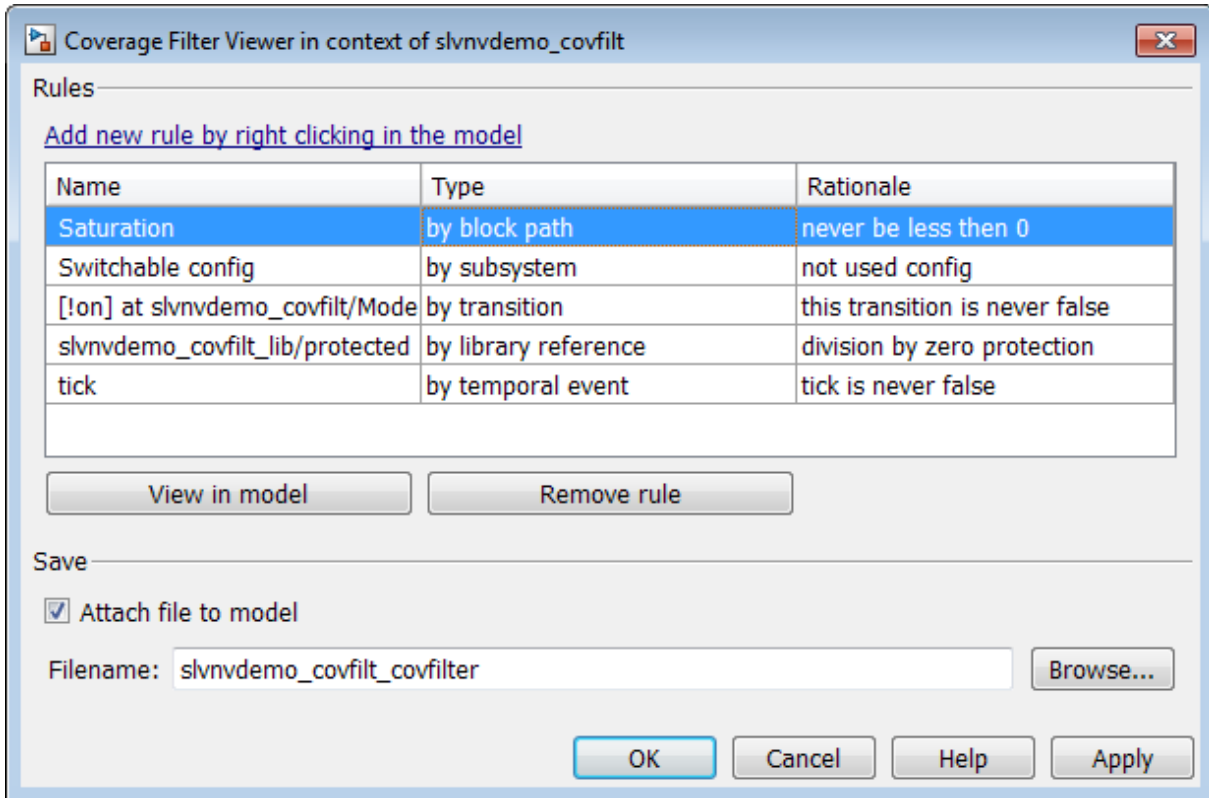 Coverage Filter Viewer in context of slvnvdemo_covfilt
Rules
Add new rule by right clicking in the model
Name Type Rationale
Saturation by block path never be less then 0
Switchable config by subsystem not used config
[!on] at slvnvdemo_covfilt/Mode by transition this transition is never false
slvnvdemo_covfilt_lib/protected by library reference division by zero protection
tick by temporal event tick is never false
View in model Remove rule
Save
Attach file to model
Filename: slvnvdemo_covfilt_covfilter Browse...
OK Cancel Help Apply